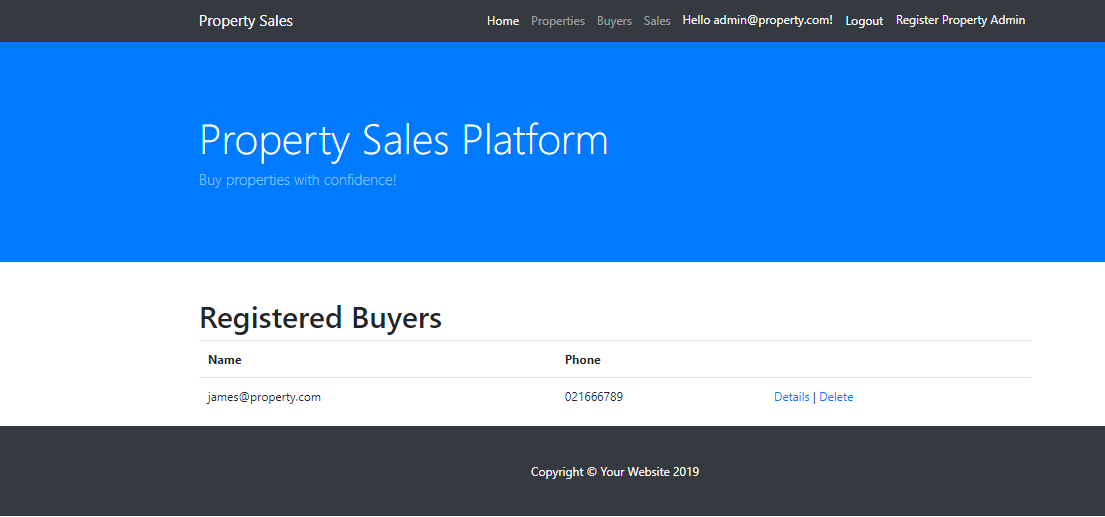 Property Sales Home Properties Buyers Sales Hello admin@property.com! Logout Register Property Admin
Property Sales Platform
Buy properties with confidence!
Registered Buyers
Name Phone
james@property.com 021666789 Details | Delete
Copyright © Your Website 2019